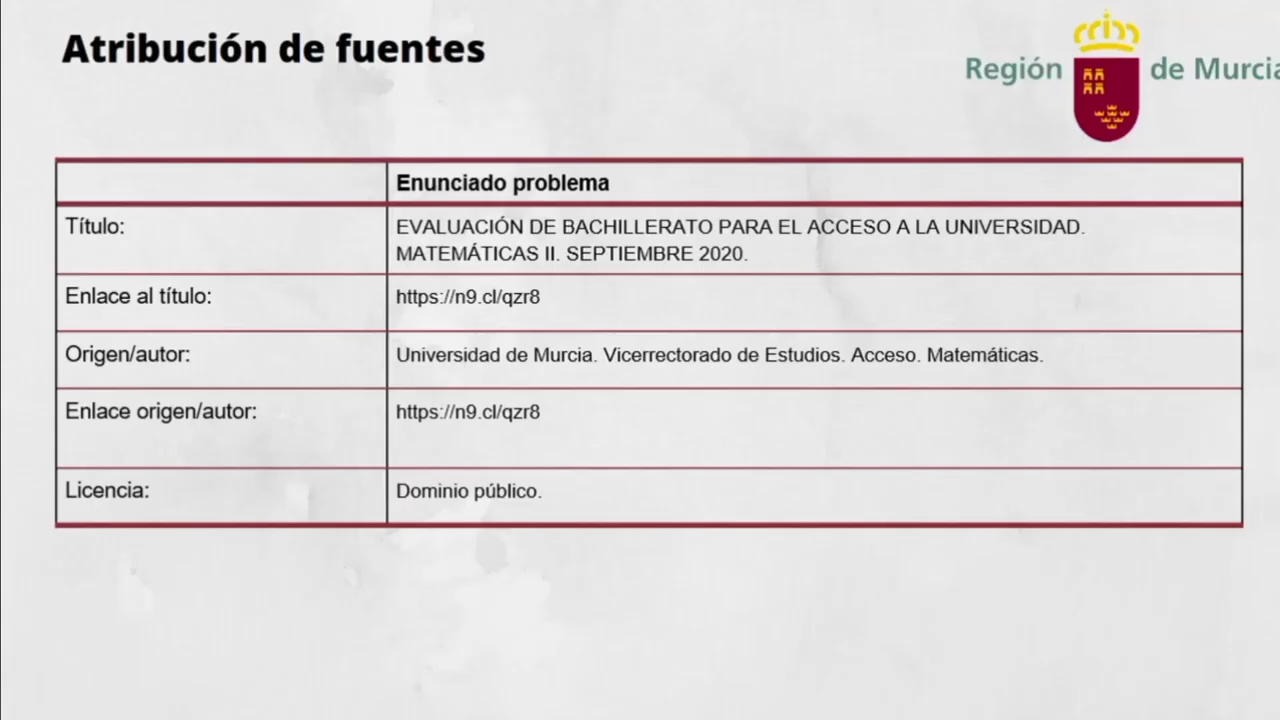 Atribución de fuentes
Región de Murcia
Enunciado problema
Título:
EVALUACIÓN DE BACHILLERATO PARA EL ACCESO A LA UNIVERSIDAD.
MATEMÁTICAS II. SEPTIEMBRE 2020.
Enlace al título:
https://n9.cl/qzr8
Origen/autor:
Universidad de Murcia. Vicerrectorado de Estudios. Acceso. Matemáticas.
Enlace origen/autor:
https://n9.cl/qzr8
Licencia:
Dominio público.